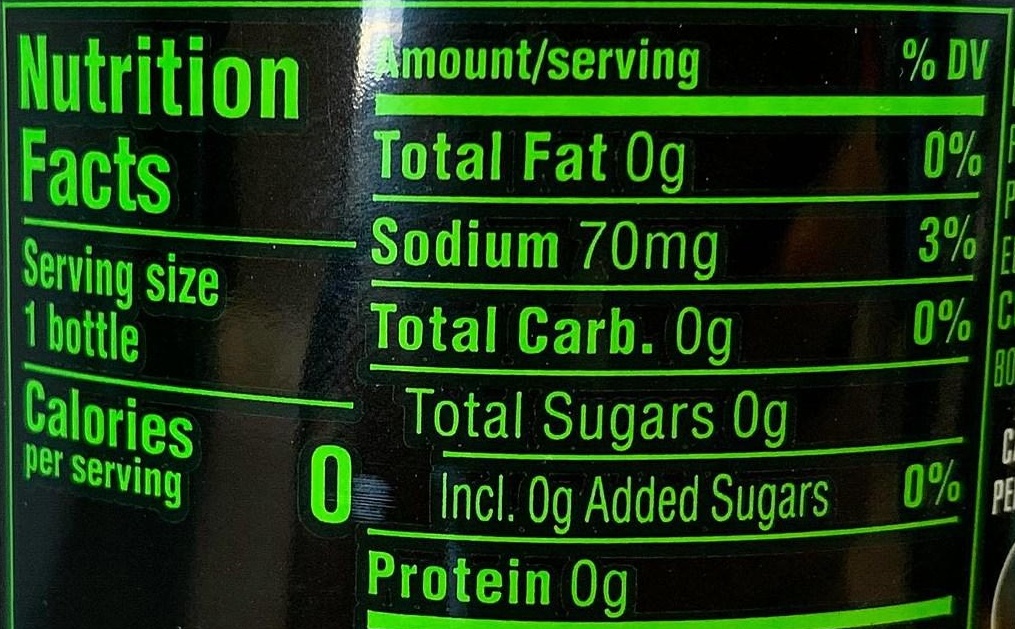 Nutrition
Facts
Serving size
1 bottle
Calories
per serving 0
Amount/serving % DV
Total Fat 0g 0%
Sodium 70mg 3%
Total Carb. 0g 0%
Total Sugars 0g
Incl. 0g Added Sugars 0%
Protein 0g